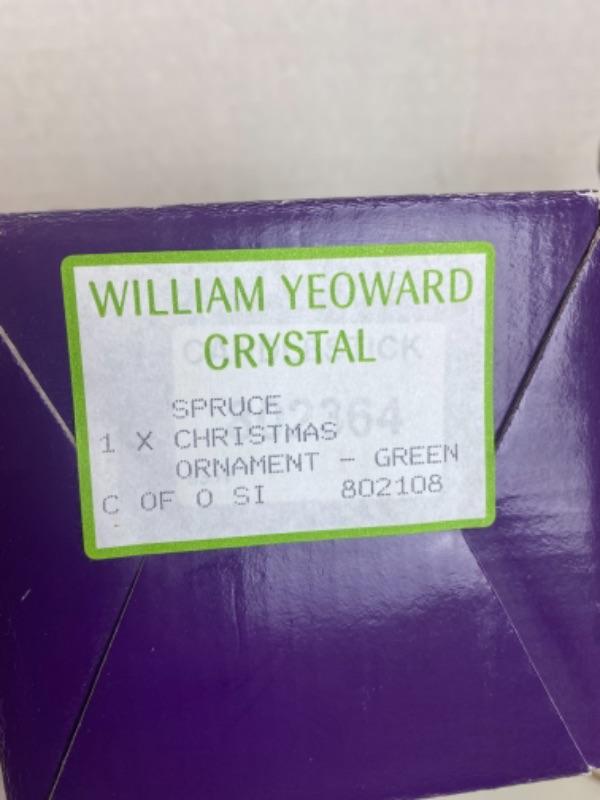 WILLIAM YEOWARD
CRYSTAL
SPRUCE
1 X CHRISTMAS
ORNAMENT - GREEN
C OF O SI 802108